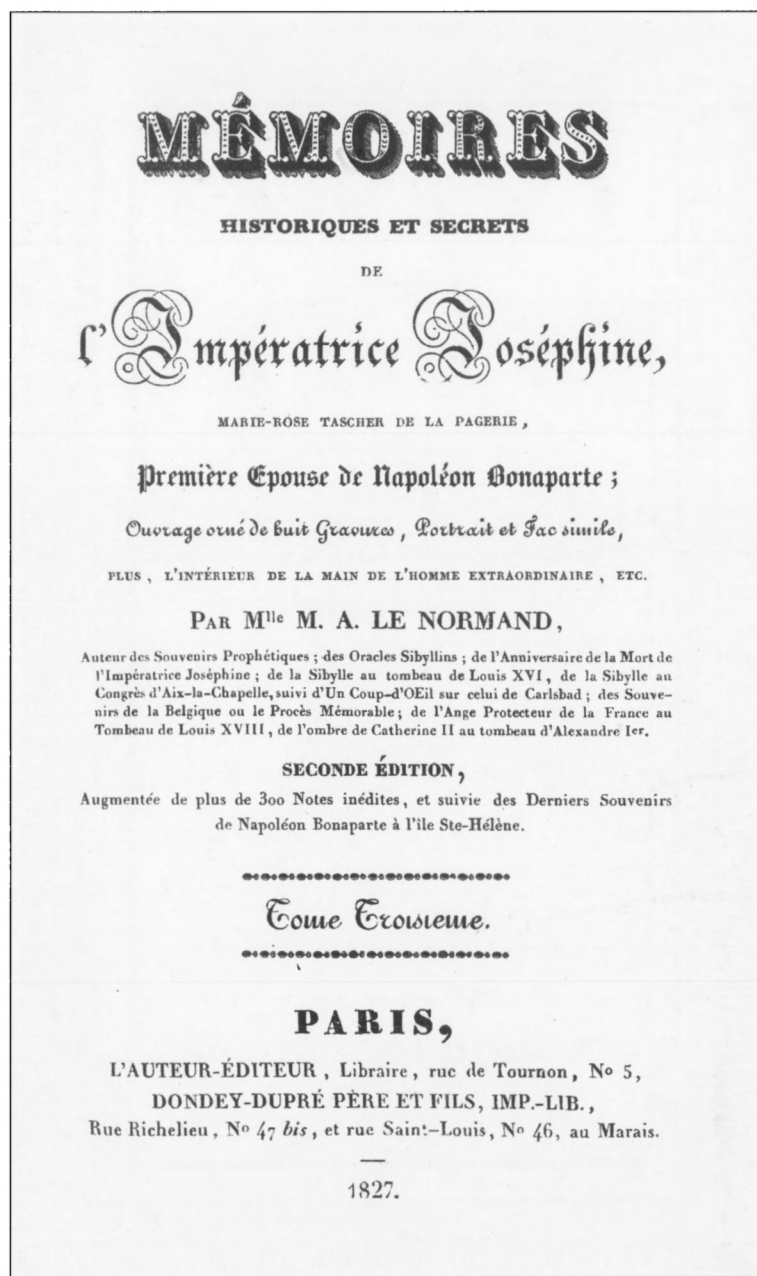 MÉMOIRES
HISTORIQUES ET SECRETS
DE
l'Impératrice Joséphine,
MARIE-ROSE TASCHER DE LA PAGERIE,
Première Epouse de Napoléon Bonaparte;
Ouvrage orné de huit Gravures, Portrait et Fac simile,
PLUS, L'INTÉRIEUR DE LA MAIN DE L'HOMME EXTRAORDINAIRE, ETC.
PAR Mlle M. A. LE NORMAND,
Auteur des Souvenirs Prophétiques; des Oracles Sibyllins; de l'Anniversaire de la Mort de
l'Impératrice Joséphine; de la Sibylle au tombeau de Louis XVI, de la Sibylle au
Congrès d'Aix-la-Chapelle, suivi d'Un Coup-d'OEil sur celui de Carlsbad; des Souve-
nirs de la Belgique ou le Procès Mémorable; de l'Ange Protecteur de la France au
Tombeau de Louis XVIII, de l'ombre de Catherine II au tombeau d'Alexandre Ier.
SECONDE ÉDITION,
Augmentée de plus de 300 Notes inédites, et suivie des Derniers Souvenirs
de Napoléon Bonaparte à l'île Ste-Hélène.
Tome Troisieme.
PARIS,
L'AUTEUR-ÉDITEUR, Libraire, rue de Tournon, No 5,
DONDEY-DUPRÉ PÈRE ET FILS, IMP.-LIB.,
Rue Richelieu, No 47 bis, et rue Saint-Louis, No 46, au Marais.
1827.